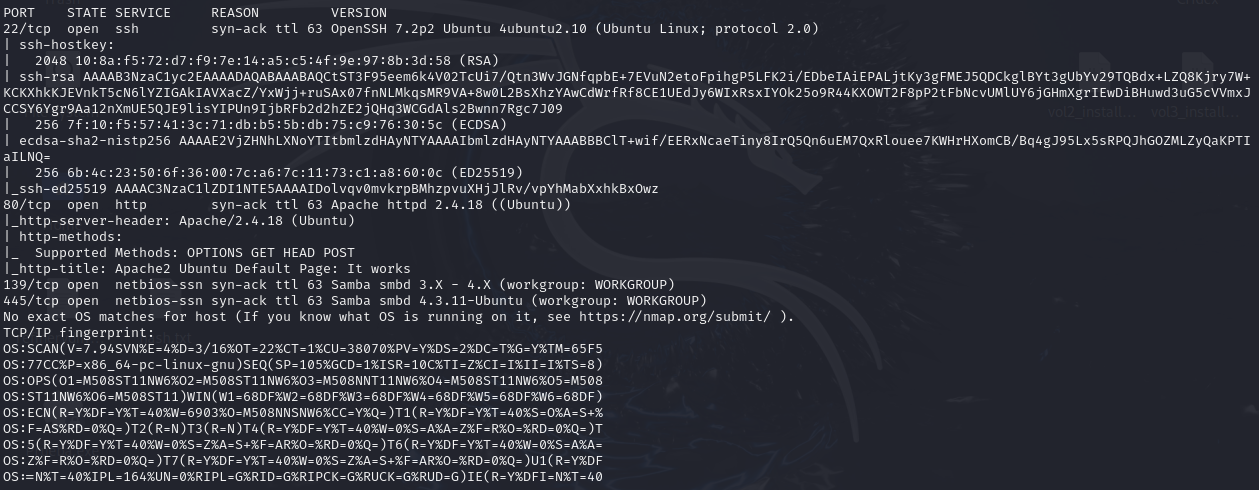 PORT    STATE SERVICE     REASON         VERSION
22/tcp  open  ssh         syn-ack ttl 63 OpenSSH 7.2p2 Ubuntu 4ubuntu2.10 (Ubuntu Linux; protocol 2.0)
| ssh-hostkey:
|   2048 10:8a:f5:72:d7:f9:7e:14:a5:c5:4f:9e:97:8b:3d:58 (RSA)
| ssh-rsa AAAAB3NzaC1yc2EAAAADAQABAAABAQCtST3F95eem6k4V02TcUi7/Qtn3WvJGNfqpbE+7EVuN2etoFpihgP5LFK2i/EDbeIAiEPALjtKy3gFMEJ5QDCkglBYt3gUbYv29TQBdx+LZQ8Kjry7W+
KCKXhkKJEVnkT5cN6lYZIGAkIAVXacZ/YxWjj+ruSAx07fnNLMkqsMR9VA+8w0L2BsXhzYAwCdWrfRf8CE1UEdJy6WIxRsxIYOk25o9R44KXOWT2F8pP2tFbNcvUMlUY6jGHmXgrIEwDiBHuwd3uG5cVVmxJ
CCSY6Ygr9Aa12nXmUE5QJE9lisYIPUn9IjbRFb2d2hZE2jQHq3WCGdAls2Bwnn7Rgc7J09
|   256 7f:10:f5:57:41:3c:71:db:b5:5b:db:75:c9:76:30:5c (ECDSA)
| ecdsa-sha2-nistp256 AAAAE2VjZHNhLXNoYTItbmlzdHAyNTYAAAAIbmlzdHAyNTYAAABBBClT+wif/EERxNcaeTiny8IrQ5Qn6uEM7QxRlouee7KWHrHXomCB/Bq4gJ95Lx5sRPQJhGOZMLZyQaKPTI
aILNQ=
|   256 6b:4c:23:50:6f:36:00:7c:a6:7c:11:73:c1:a8:60:0c (ED25519)
|_ssh-ed25519 AAAAC3NzaC1lZDI1NTE5AAAAIDolvqv0mvkrpBMhzpvuXHjJlRv/vpYhMabXxhkBxOwz
80/tcp  open  http        syn-ack ttl 63 Apache httpd 2.4.18 ((Ubuntu))
|_http-server-header: Apache/2.4.18 (Ubuntu)
| http-methods:
|_  Supported Methods: OPTIONS GET HEAD POST
|_http-title: Apache2 Ubuntu Default Page: It works
139/tcp open  netbios-ssn syn-ack ttl 63 Samba smbd 3.X - 4.X (workgroup: WORKGROUP)
445/tcp open  netbios-ssn syn-ack ttl 63 Samba smbd 4.3.11-Ubuntu (workgroup: WORKGROUP)
No exact OS matches for host (If you know what OS is running on it, see https://nmap.org/submit/ ).
TCP/IP fingerprint:
OS:SCAN(V=7.94SVN%E=4%D=3/16%OT=22%CT=1%CU=38070%PV=Y%DS=2%DC=T%G=Y%TM=65F5
OS:77CC%P=x86_64-pc-linux-gnu)SEQ(SP=105%GCD=1%ISR=10C%TI=Z%CI=I%II=I%TS=8)
OS:OPS(O1=M508ST11NW6%O2=M508ST11NW6%O3=M508NNT11NW6%O4=M508ST11NW6%O5=M508
OS:ST11NW6%O6=M508ST11)WIN(W1=68DF%W2=68DF%W3=68DF%W4=68DF%W5=68DF%W6=68DF)
OS:ECN(R=Y%DF=Y%T=40%W=6903%O=M508NNSNW6%CC=Y%Q=)T1(R=Y%DF=Y%T=40%S=O%A=S+%
OS:F=AS%RD=0%Q=)T2(R=N)T3(R=N)T4(R=Y%DF=Y%T=40%W=0%S=A%A=Z%F=R%O=%RD=0%Q=)T
OS:5(R=Y%DF=Y%T=40%W=0%S=Z%A=S+%F=AR%O=%RD=0%Q=)T6(R=Y%DF=Y%T=40%W=0%S=A%A=
OS:Z%F=R%O=%RD=0%Q=)T7(R=Y%DF=Y%T=40%W=0%S=Z%A=S+%F=AR%O=%RD=0%Q=)U1(R=Y%DF
OS:=N%T=40%IPL=164%UN=0%RIPL=G%RID=G%RIPCK=G%RUCK=G%RUD=G)IE(R=Y%DFI=N%T=40
vol2_install... vol3_install...